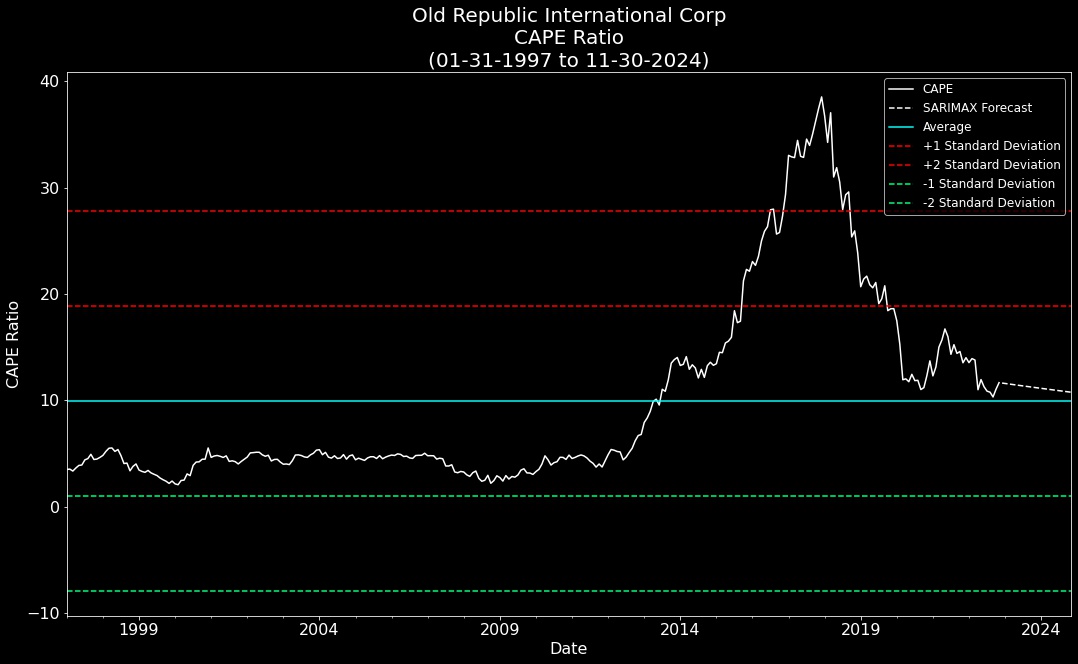 Old Republic International Corp
CAPE Ratio
(01-31-1997 to 11-30-2024)
CAPE
SARIMAX Forecast
Average
+1 Standard Deviation
+2 Standard Deviation
-1 Standard Deviation
-2 Standard Deviation
CAPE Ratio
40
30
20
10
0
−10
1999 2004 2009 2014 2019 2024
Date